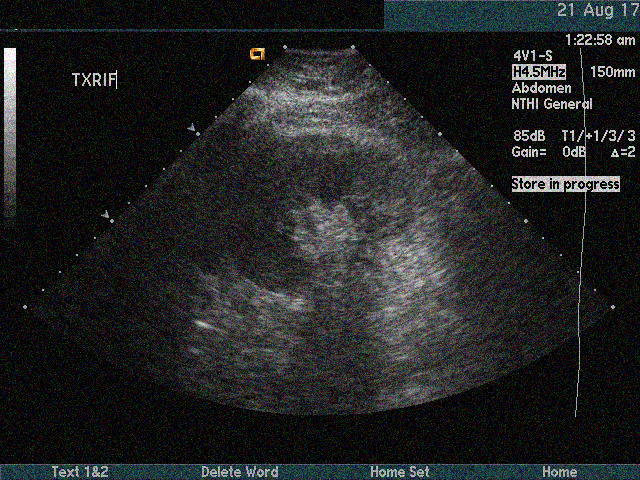 21 Aug 17
1:22:58 am
4V1-S
H4.5MHz 150mm
Abdomen
NTHI General
TXRIF
85dB T1/+1/3/3
Gain= 0dB Δ=2
Store in progress
Text 1&2 Delete Word Home Set Home